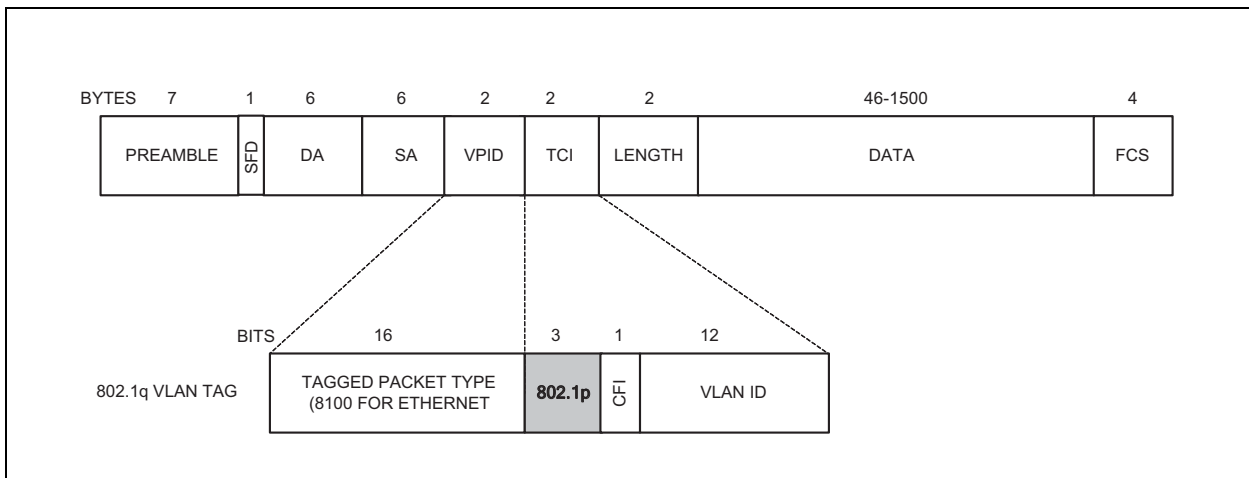 BYTES 7 1 6 6 2 2 2 46-1500 4
PREAMBLE SFD DA SA VPID TCI LENGTH DATA FCS
BITS 16 3 1 12
802.1q VLAN TAG
TAGGED PACKET TYPE
(8100 FOR ETHERNET
802.1p
CFI
VLAN ID